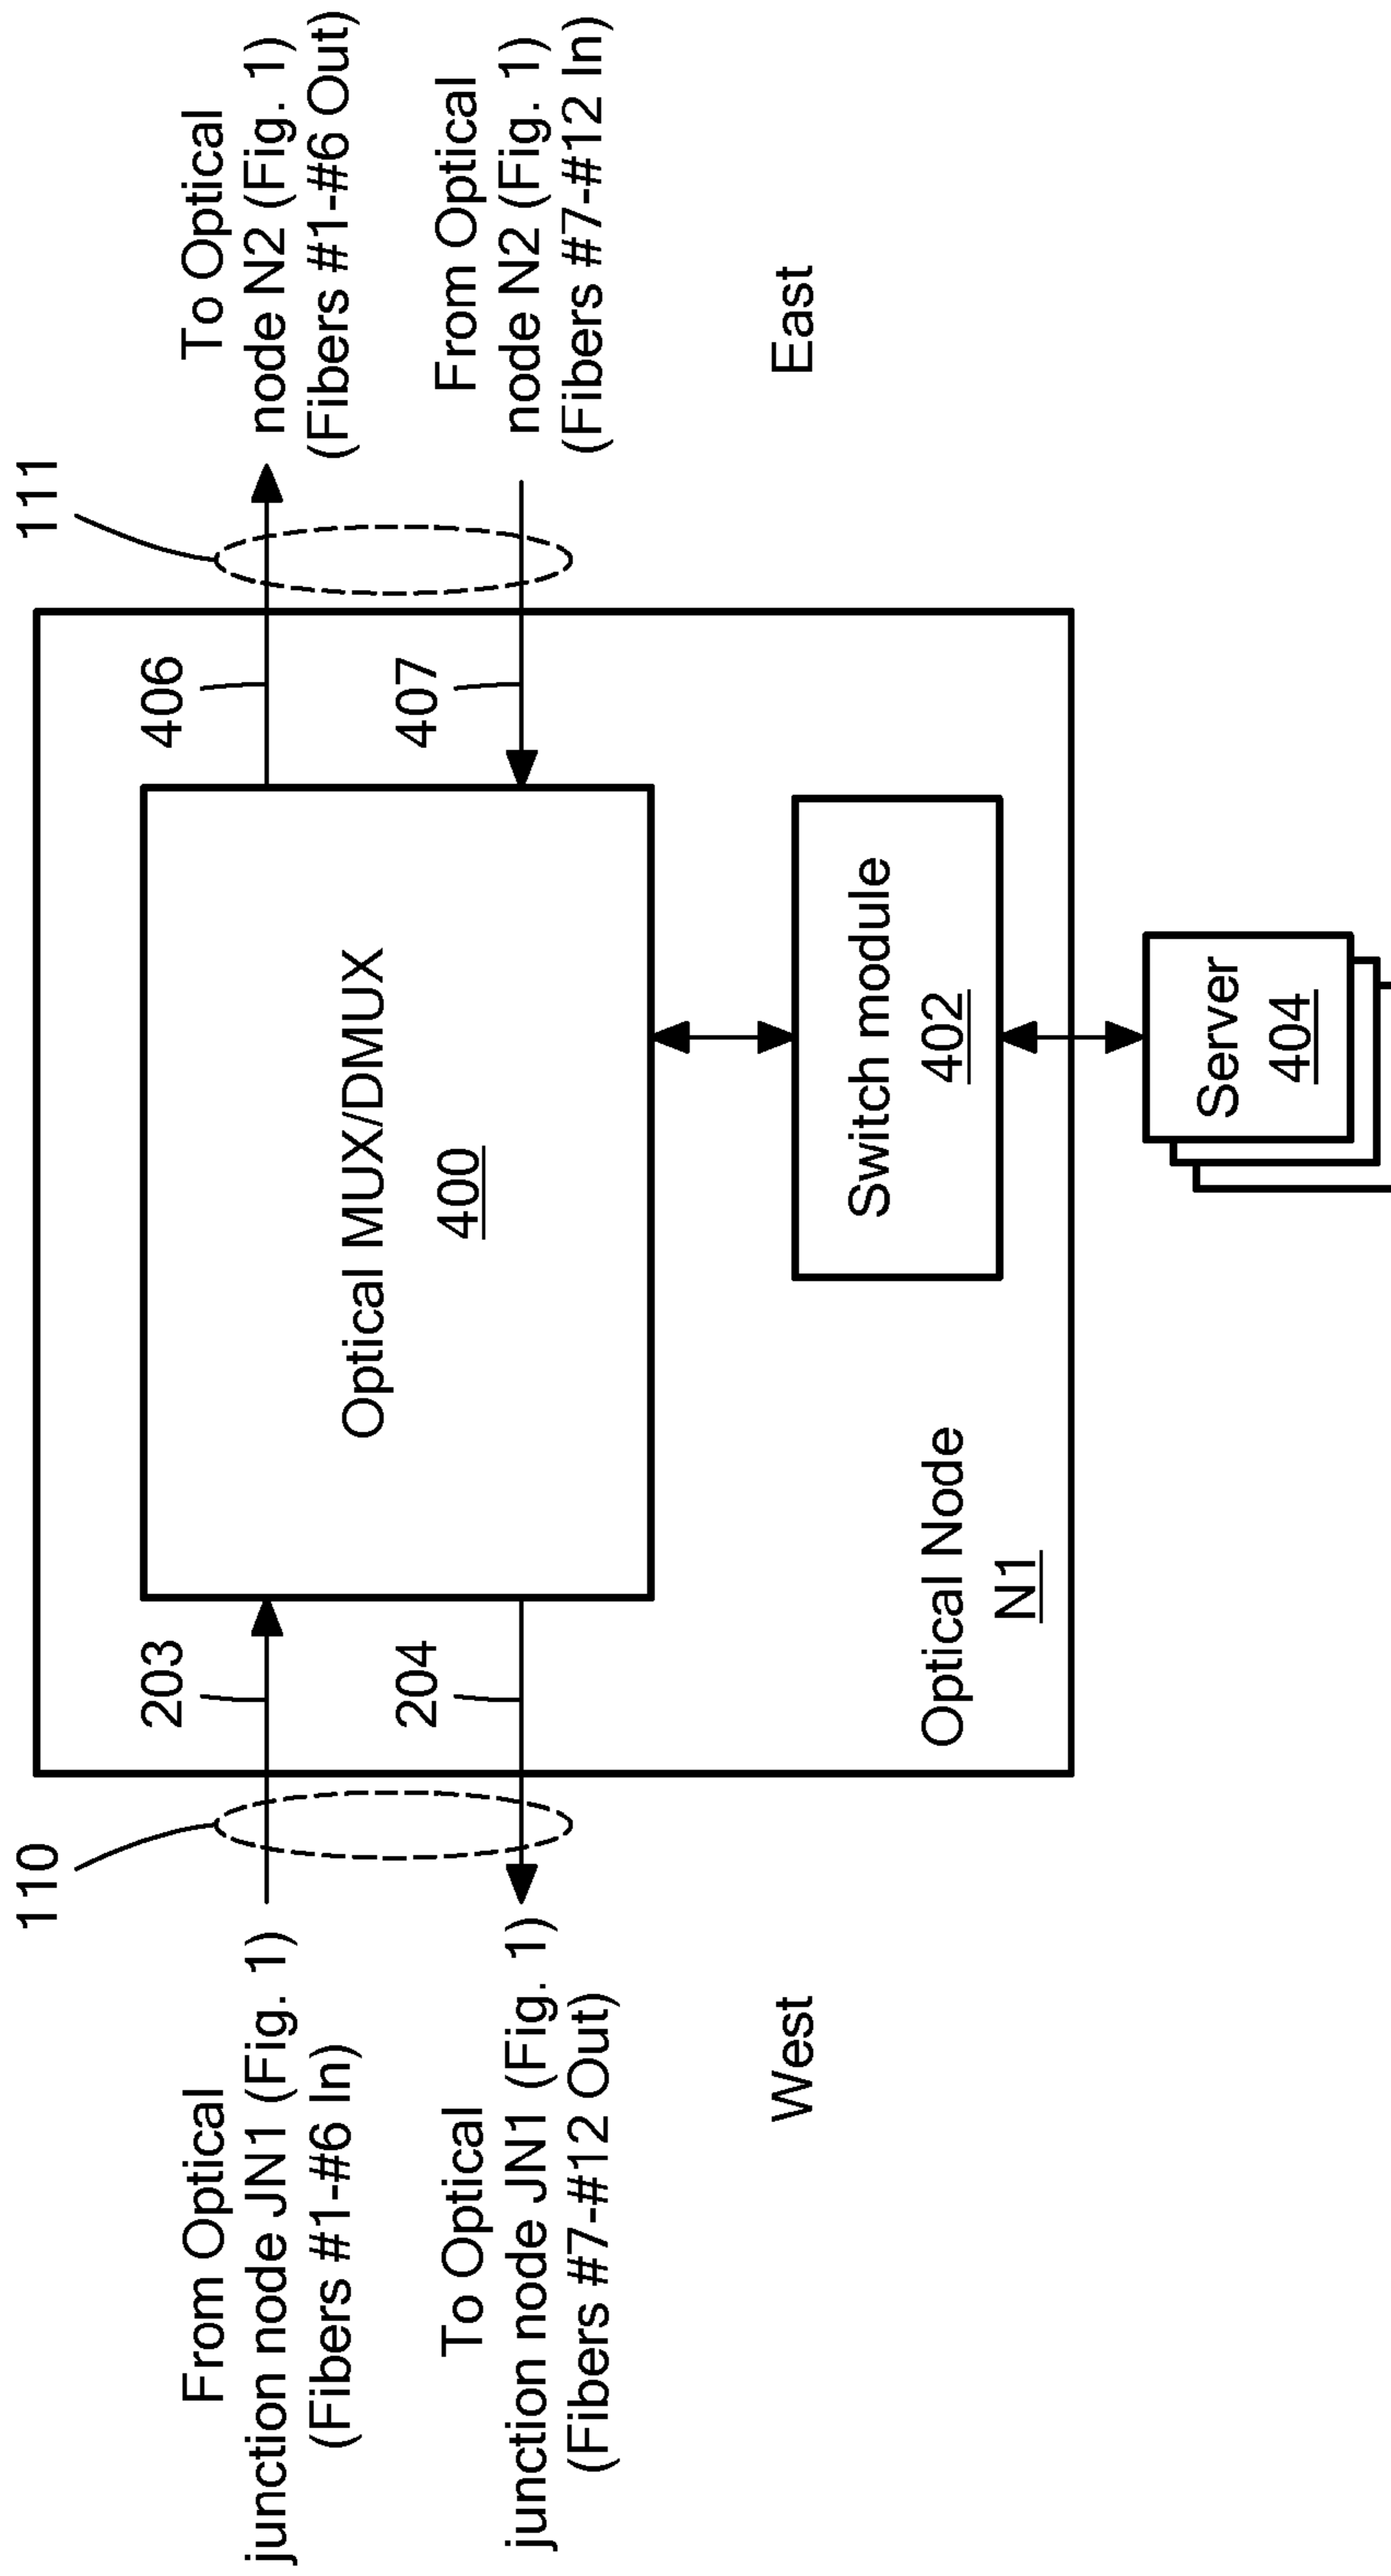 110
111
From Optical
junction node JN1 (Fig. 1)
(Fibers #1-#6 In)
203
406
To Optical
node N2 (Fig. 1)
(Fibers #1-#6 Out)
To Optical
junction node JN1 (Fig. 1)
(Fibers #7-#12 Out)
204
Optical MUX/DMUX
400
407
From Optical
node N2 (Fig. 1)
(Fibers #7-#12 In)
West
East
Switch module
402
Optical Node
N1
Server
404